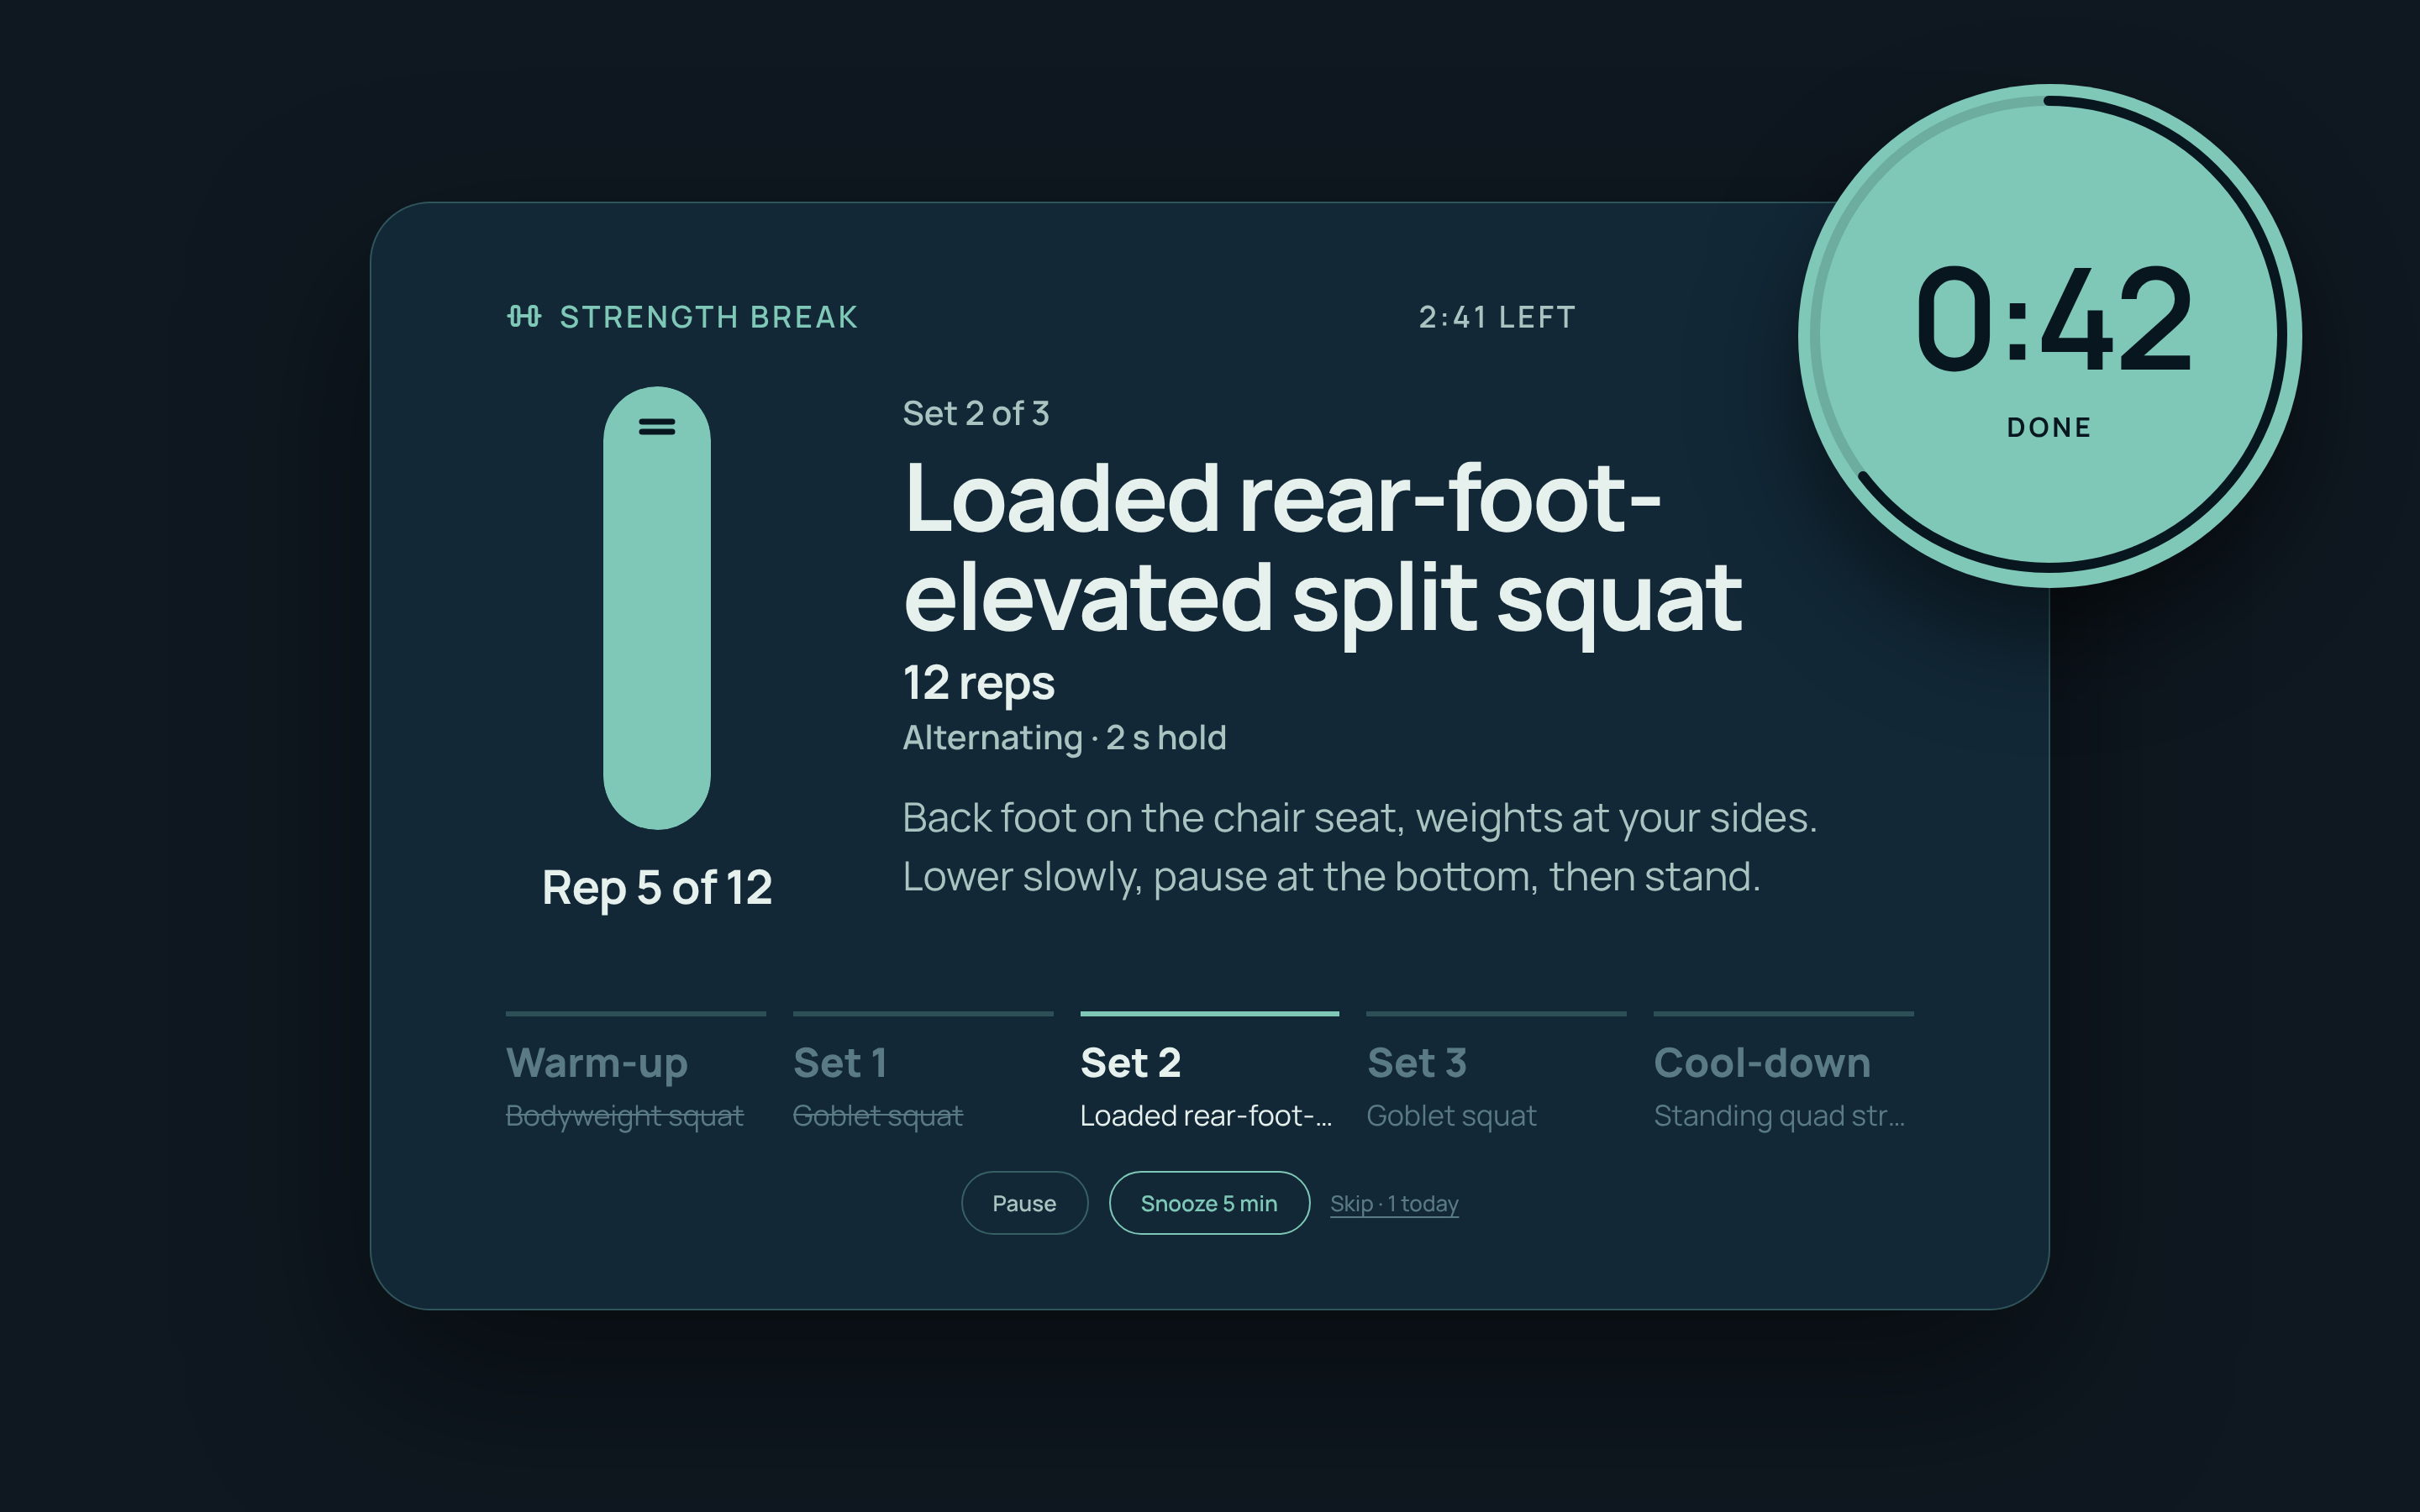 STRENGTH BREAK
2:41 LEFT
0:42
DONE
Set 2 of 3
Loaded rear-foot-
elevated split squat
12 reps
Alternating · 2 s hold
Back foot on the chair seat, weights at your sides.
Lower slowly, pause at the bottom, then stand.
Rep 5 of 12
Warm-up
Bodyweight squat
Set 1
Goblet squat
Set 2
Loaded rear-foot-...
Set 3
Goblet squat
Cool-down
Standing quad str...
Pause
Snooze 5 min
Skip · 1 today